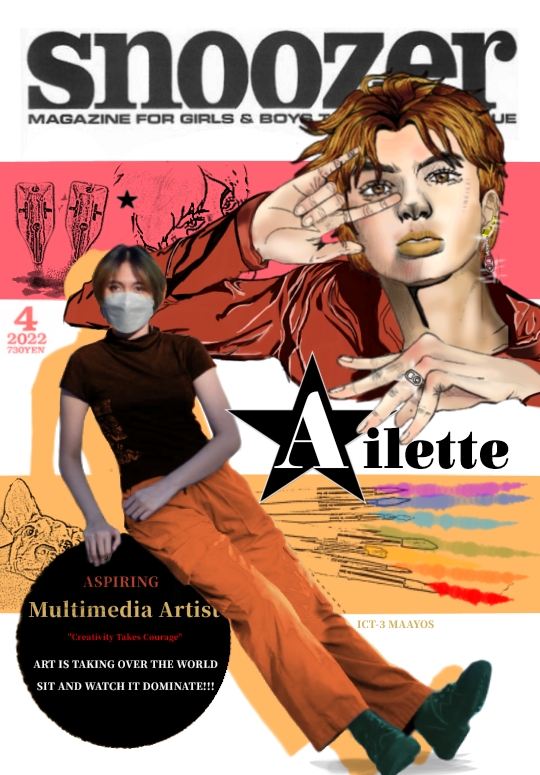 snoozer
MAGAZINE FOR GIRLS & BOYS UE
4
2022
730YEN
Ailette
ASPIRING
Multimedia Artist
"Creativity Takes Courage"
ICT-3 MAAYOS
ART IS TAKING OVER THE WORLD
SIT AND WATCH IT DOMINATE!!!